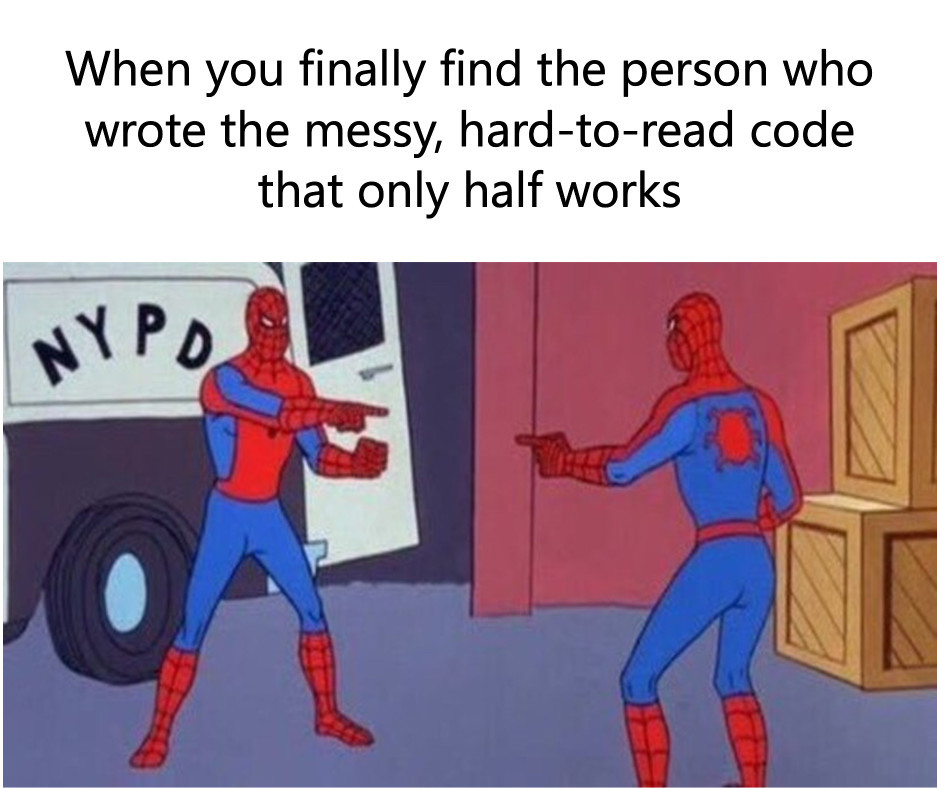 When you finally find the person who
wrote the messy, hard-to-read code
that only half works
NYPD